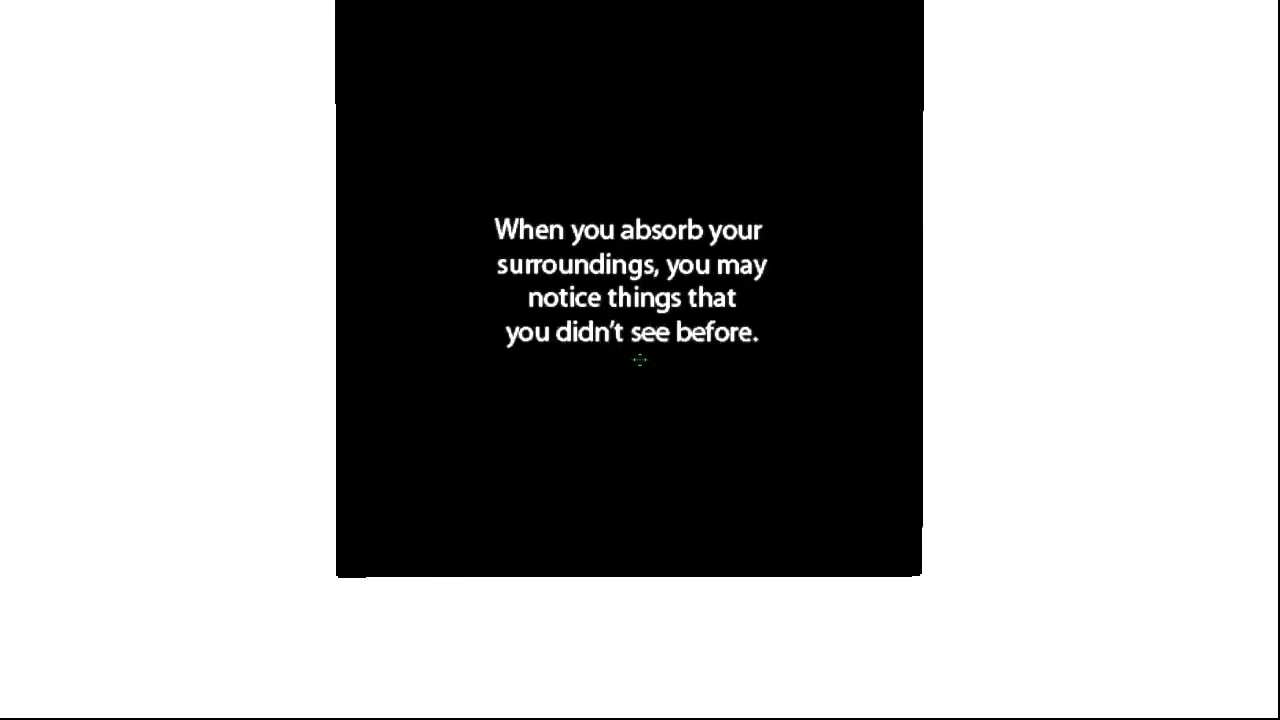 When you absorb your
surroundings, you may
notice things that
you didn't see before.